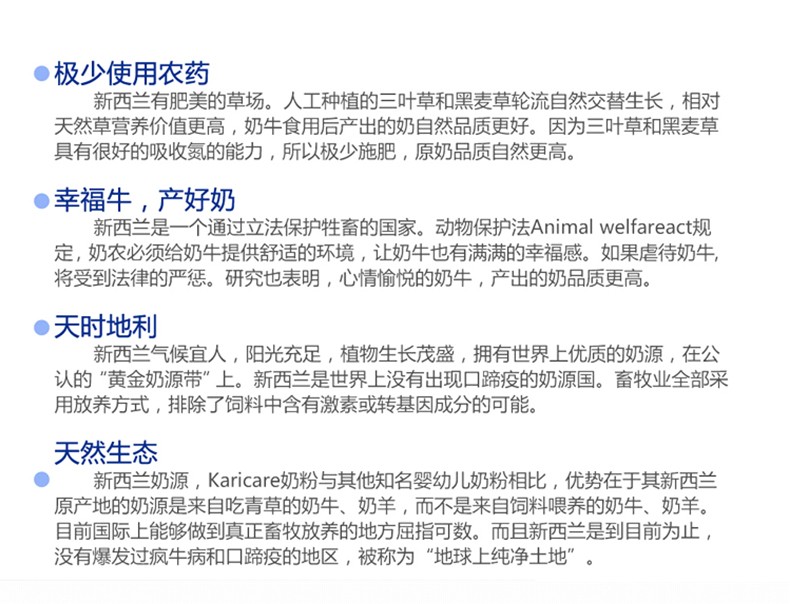 极少使用农药
新西兰有肥美的草场。人工种植的三叶草和黑麦草轮流自然交替生长，相对
天然草营养价值更高，奶牛食用后产出的奶自然品质更好。因为三叶草和黑麦草
具有很好的吸收氮的能力，所以极少施肥，原奶品质自然更高。
幸福牛，产好奶
新西兰是一个通过立法保护牲畜的国家。动物保护法Animal welfareact规
定，奶农必须给奶牛提供舒适的环境，让奶牛也有满满的幸福感。如果虐待奶牛，
将受到法律的严惩。研究也表明，心情愉悦的奶牛，产出的奶品质更高。
天时地利
新西兰气候宜人，阳光充足，植物生长茂盛，拥有世界上优质的奶源，在公
认的“黄金奶源带”上。新西兰是世界上没有出现口蹄疫的奶源国。畜牧业全部采
用放养方式，排除了饲料中含有激素或转基因成分的可能。
天然生态
新西兰奶源，Karicare奶粉与其他知名婴幼儿奶粉相比，优势在于其新西兰
原产地的奶源是来自吃青草的奶牛、奶羊，而不是来自饲料喂养的奶牛、奶羊。
目前国际上能够做到真正畜牧放养的地方屈指可数。而且新西兰是到目前为止，
没有爆发过疯牛病和口蹄疫的地区，被称为“地球上纯净土地”。